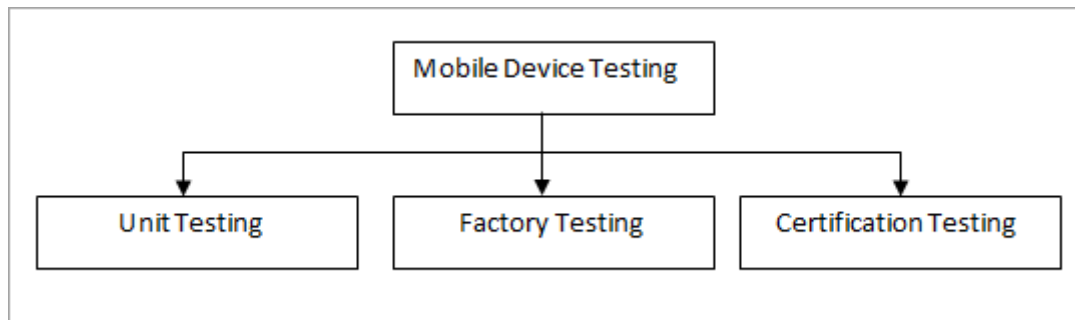 Mobile Device Testing
Unit Testing
Factory Testing
Certification Testing